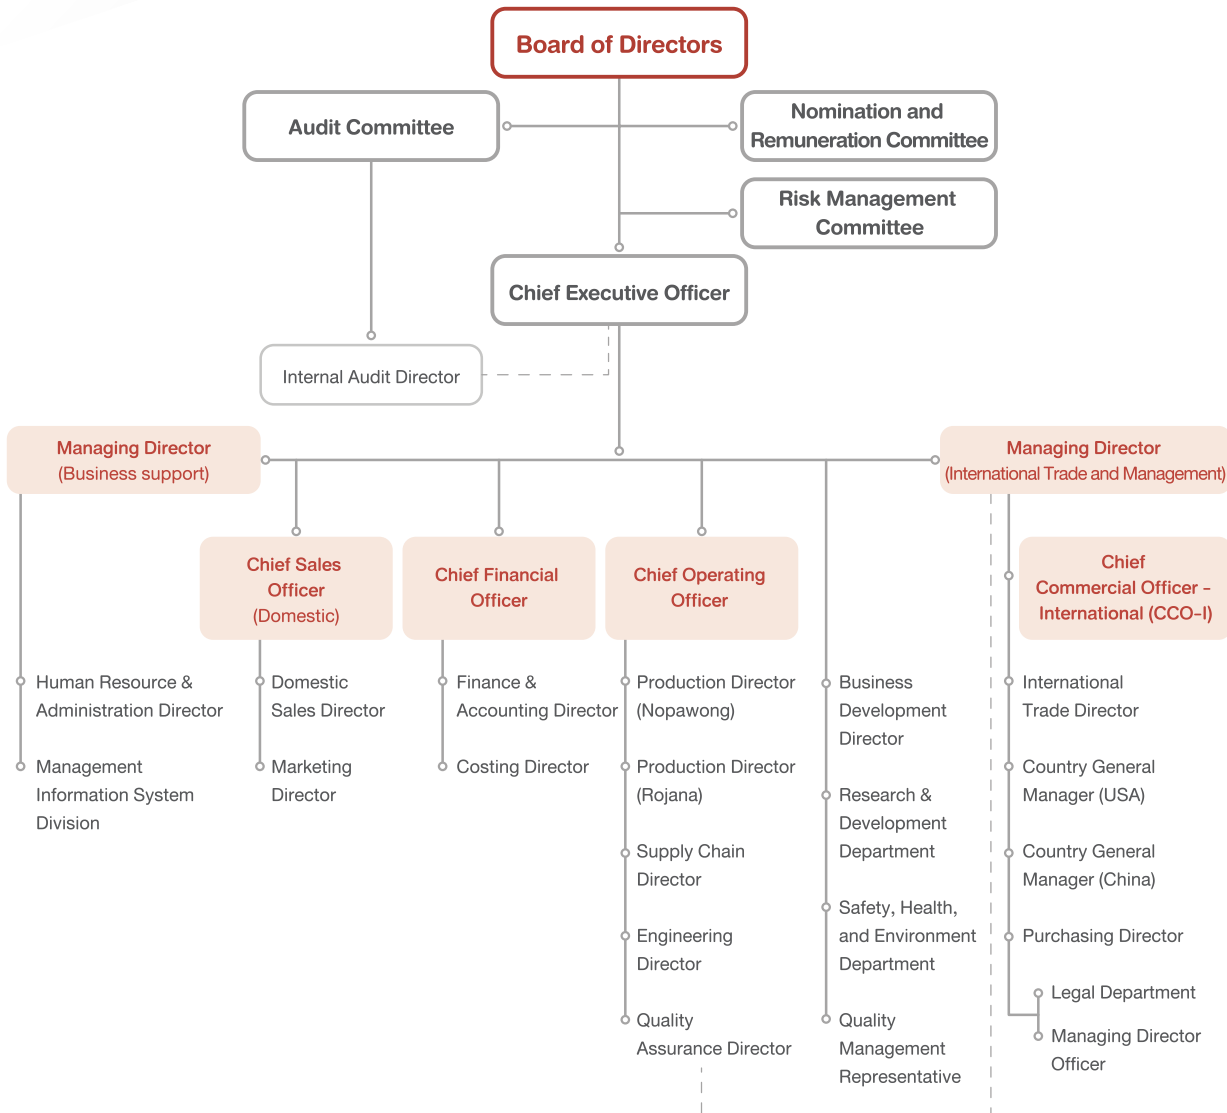 Board of Directors
Audit Committee
Nomination and
Remuneration Committee
Risk Management
Committee
Chief Executive Officer
Internal Audit Director
Managing Director
(Business support)
Managing Director
(International Trade and Management)
Chief Sales
Officer
(Domestic)
Chief Financial
Officer
Chief Operating
Officer
Chief
Commercial Officer -
International (CCO-I)
Human Resource &
Administration Director
Management
Information System
Division
Domestic
Sales Director
Marketing
Director
Finance &
Accounting Director
Costing Director
Production Director
(Nopawong)
Production Director
(Rojana)
Supply Chain
Director
Engineering
Director
Quality
Assurance Director
Business
Development
Director
Research &
Development
Department
Safety, Health,
and Environment
Department
Quality
Management
Representative
International
Trade Director
Country General
Manager (USA)
Country General
Manager (China)
Purchasing Director
Legal Department
Managing Director
Officer